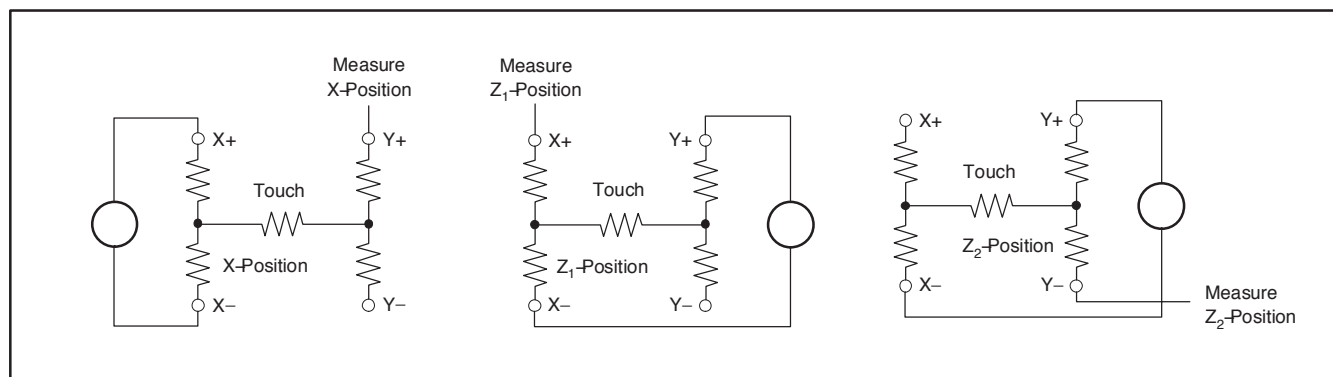 Measure
X-Position
X+
Y+
Touch
X-Position
X–
Y–
Measure
Z₁-Position
X+
Y+
Touch
Z₁-Position
X–
Y–
X+
Y+
Touch
Z₂-Position
X–
Y–
Measure
Z₂-Position